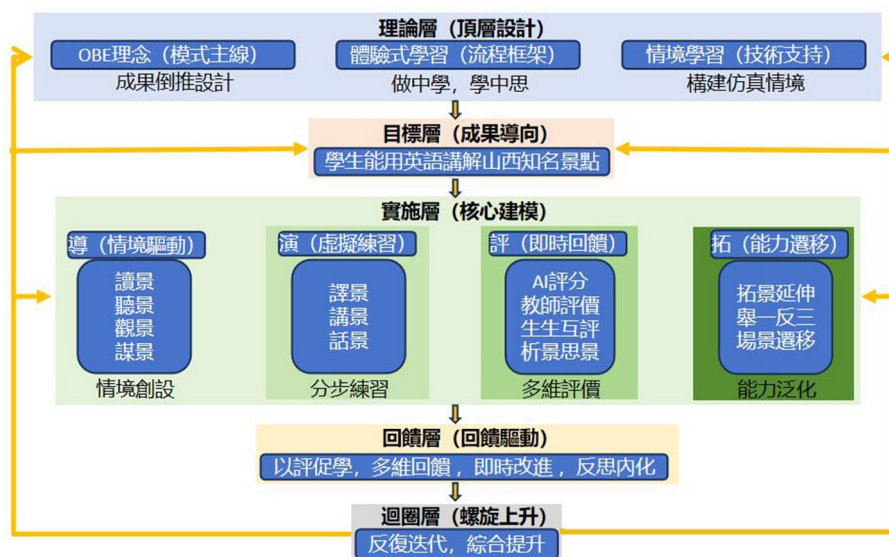 理論層（頂層設計）
OBE理念（模式主線）
體驗式學習（流程框架）
情境學習（技術支持）
成果倒推設計
做中學，學中思
構建仿真情境
目標層（成果導向）
學生能用英語講解山西知名景點
實施層（核心建模）
導（情境驅動）
演（虛擬練習）
評（即時回饋）
拓（能力遷移）
讀景
聽景
觀景
謀景
譯景
講景
話景
AI評分
教師評價
生生互評
析景思景
拓景延伸
舉一反三
場景遷移
情境創設
分步練習
多維評價
能力泛化
回饋層（回饋驅動）
以評促學，多維回饋，即時改進，反思內化
迴圈層（螺旋上升）
反復迭代，綜合提升